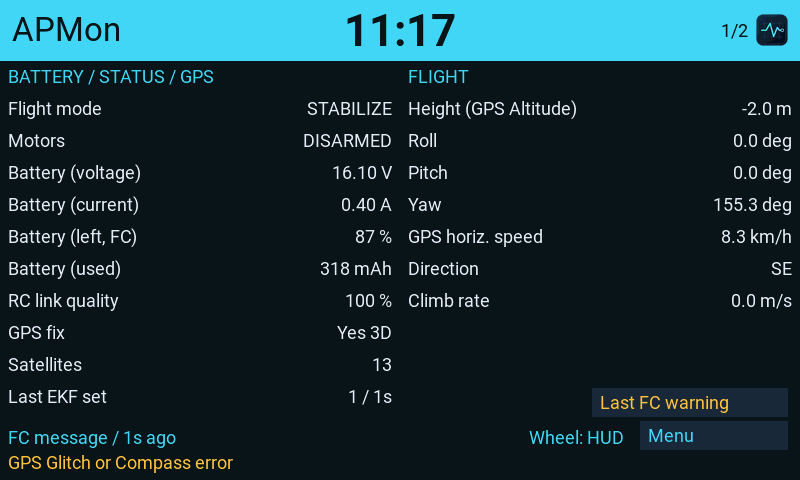 APMon
11:17
1/2
BATTERY / STATUS / GPS
Flight mode STABILIZE
Motors DISARMED
Battery (voltage) 16.10 V
Battery (current) 0.40 A
Battery (left, FC) 87 %
Battery (used) 318 mAh
RC link quality 100 %
GPS fix Yes 3D
Satellites 13
Last EKF set 1 / 1s
FLIGHT
Height (GPS Altitude) -2.0 m
Roll 0.0 deg
Pitch 0.0 deg
Yaw 155.3 deg
GPS horiz. speed 8.3 km/h
Direction SE
Climb rate 0.0 m/s
Last FC warning
FC message / 1s ago
Wheel: HUD
Menu
GPS Glitch or Compass error